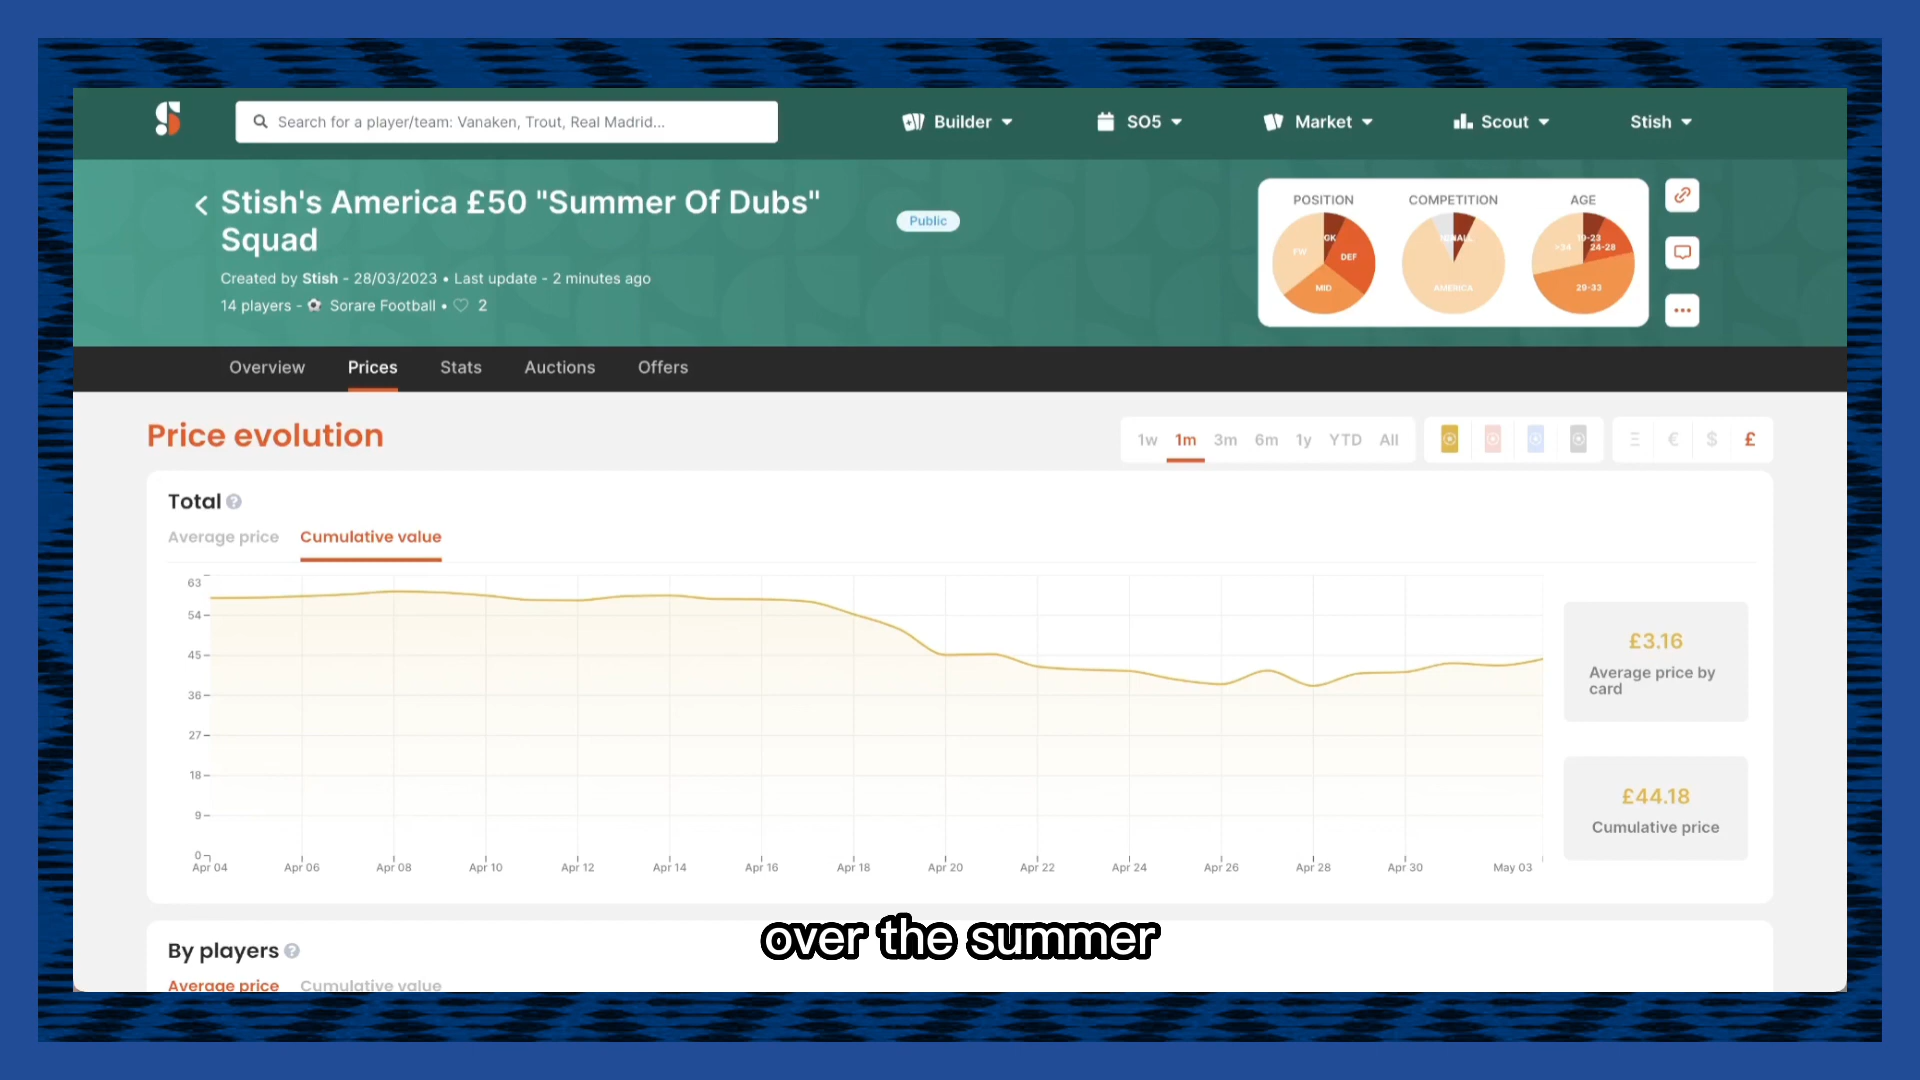 Search for a player/team: Vanaken, Trout, Real Madrid...
Builder
SO5
Market
Scout
Stish
Stish's America £50 "Summer Of Dubs"
Squad
Public
Created by Stish - 28/03/2023 • Last update - 2 minutes ago
14 players - Sorare Football • 2
POSITION
COMPETITION
AGE
GK
FW
DEF
MID
AMERICA
19-23
>34
24-28
29-33
Overview
Prices
Stats
Auctions
Offers
Price evolution
1w
1m
3m
6m
1y
YTD
All
Ξ
€
$
£
Total
Average price
Cumulative value
63
54
45
36
27
18
9
0
Apr 04
Apr 06
Apr 08
Apr 10
Apr 12
Apr 14
Apr 16
Apr 18
Apr 20
Apr 22
Apr 24
Apr 26
Apr 28
Apr 30
May 03
£3.16
Average price by
card
£44.18
Cumulative price
over the summer
By players
Average price
Cumulative value